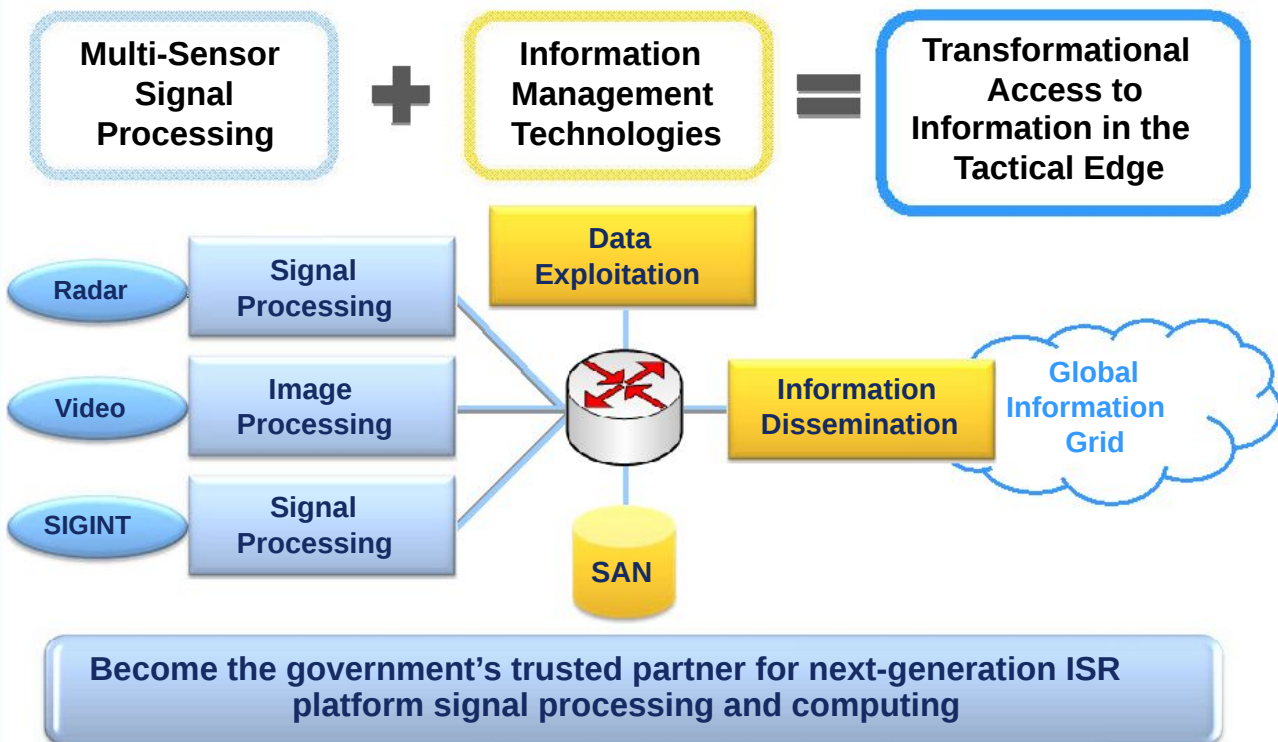 Multi-Sensor
Signal
Processing
Information
Management
Technologies
Transformational
Access to
Information in the
Tactical Edge
Data
Exploitation
Radar
Signal
Processing
Video
Image
Processing
Information
Dissemination
Global
Information
Grid
SIGINT
Signal
Processing
SAN
Become the government’s trusted partner for next-generation ISR
platform signal processing and computing